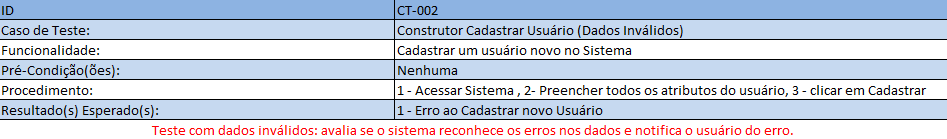 ID CT-002
Caso de Teste: Construtor Cadastrar Usuário (Dados Inválidos)
Funcionalidade: Cadastrar um usuário novo no Sistema
Pré-Condição(ões): Nenhuma
Procedimento: 1 - Acessar Sistema , 2- Preencher todos os atributos do usuário, 3 - clicar em Cadastrar
Resultado(s) Esperado(s): 1 - Erro ao Cadastrar novo Usuário
Teste com dados inválidos: avalia se o sistema reconhece os erros nos dados e notifica o usuário do erro.